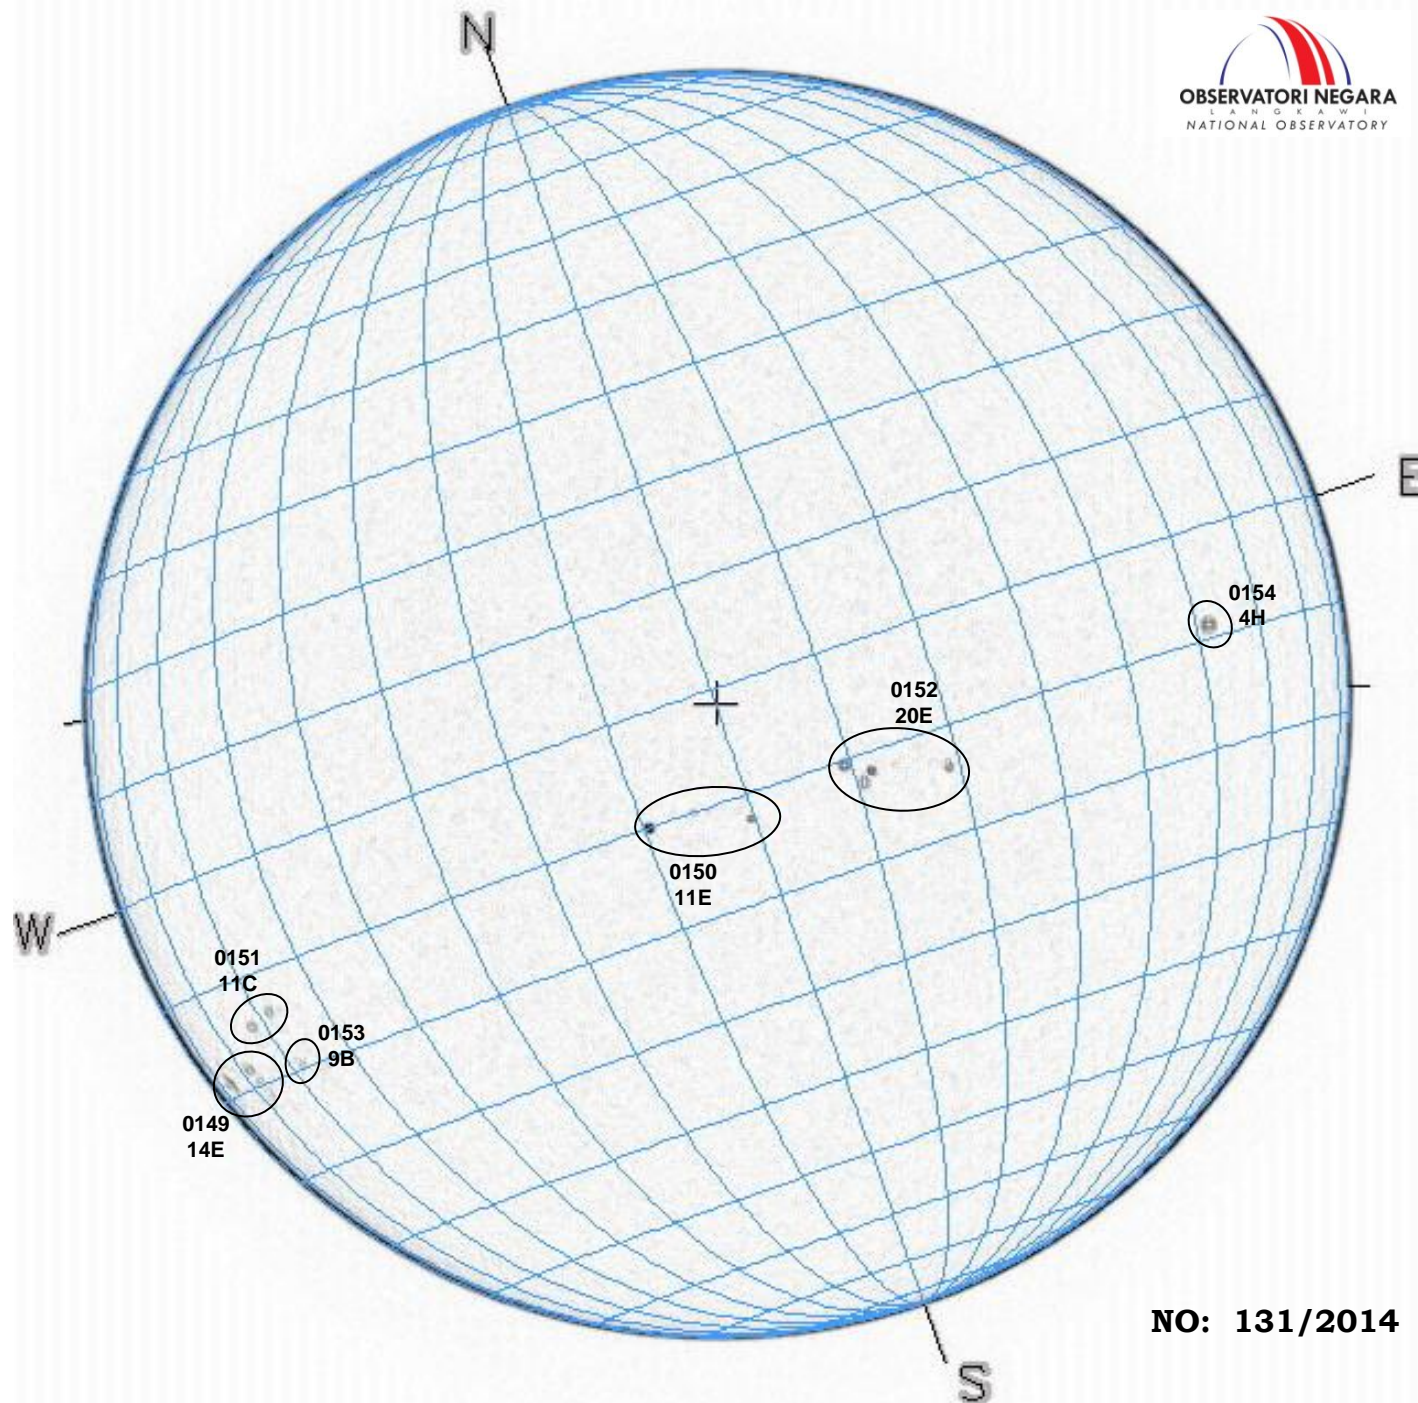 N
OBSERVATORI NEGARA
LANGKAWI
NATIONAL OBSERVATORY
E
0154
4H
0152
20E
0150
11E
W
0151
11C
0153
9B
0149
14E
NO: 131/2014
S